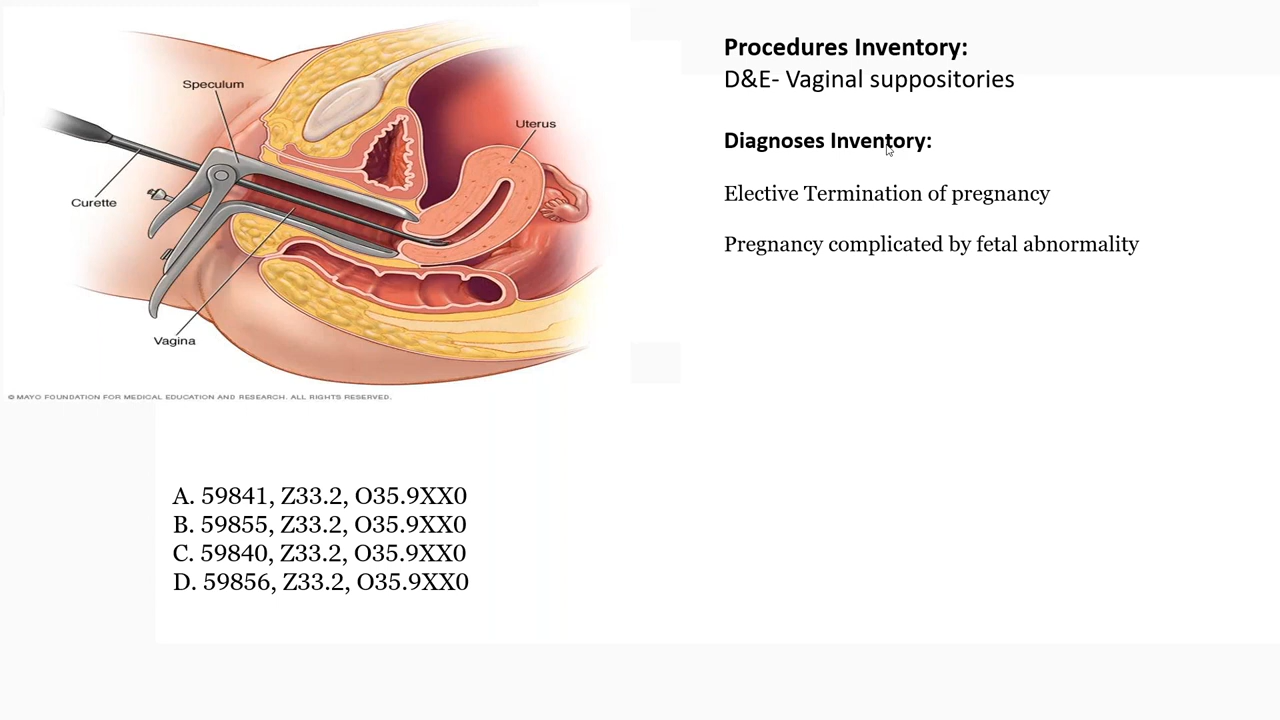 Speculum
Uterus
Curette
Vagina
© MAYO FOUNDATION FOR MEDICAL EDUCATION AND RESEARCH. ALL RIGHTS RESERVED.
Procedures Inventory:
D&E- Vaginal suppositories
Diagnoses Inventory:
Elective Termination of pregnancy
Pregnancy complicated by fetal abnormality
A. 59841, Z33.2, O35.9XX0
B. 59855, Z33.2, O35.9XX0
C. 59840, Z33.2, O35.9XX0
D. 59856, Z33.2, O35.9XX0